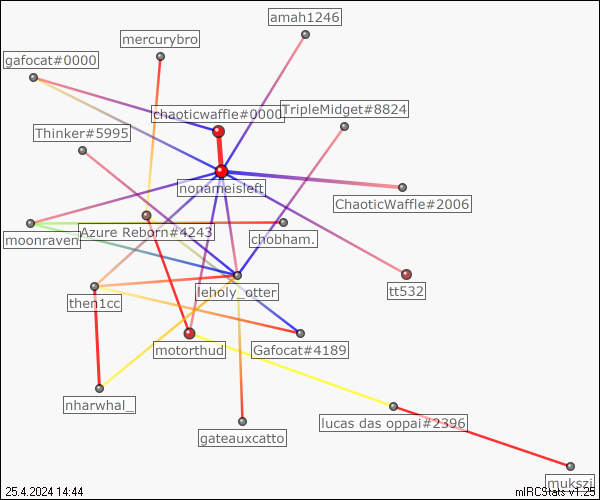 amah1246
mercurybro
gafocat#0000
chaoticwaffle#0000
TripleMidget#8824
Thinker#5995
nonameisleft
ChaoticWaffle#2006
moonraven
Azure Reborn#4243
chobham.
leholy_otter
tt532
then1cc
motorthud
Gafocat#4189
nharwhal_
lucas das oppai#2396
gateauxcatto
mukszi
25.4.2024 14:44
mIRCStats v1.25